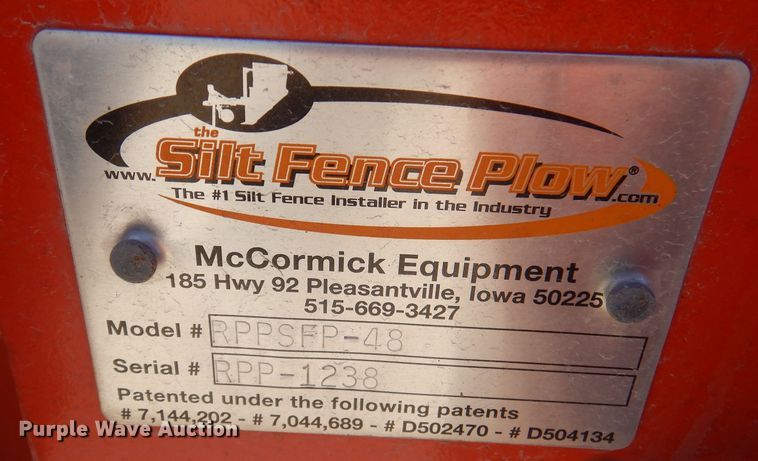 the
www.Silt Fence Plow®.com
The #1 Silt Fence Installer in the Industry
McCormick Equipment
185 Hwy 92 Pleasantville, Iowa 50225
515-669-3427
Model # RPPSFP-48
Serial # RPP-1238
Patented under the following patents
# 7,144,202 - # 7,044,689 - # D502470 - # D504134
Purple Wave Auction